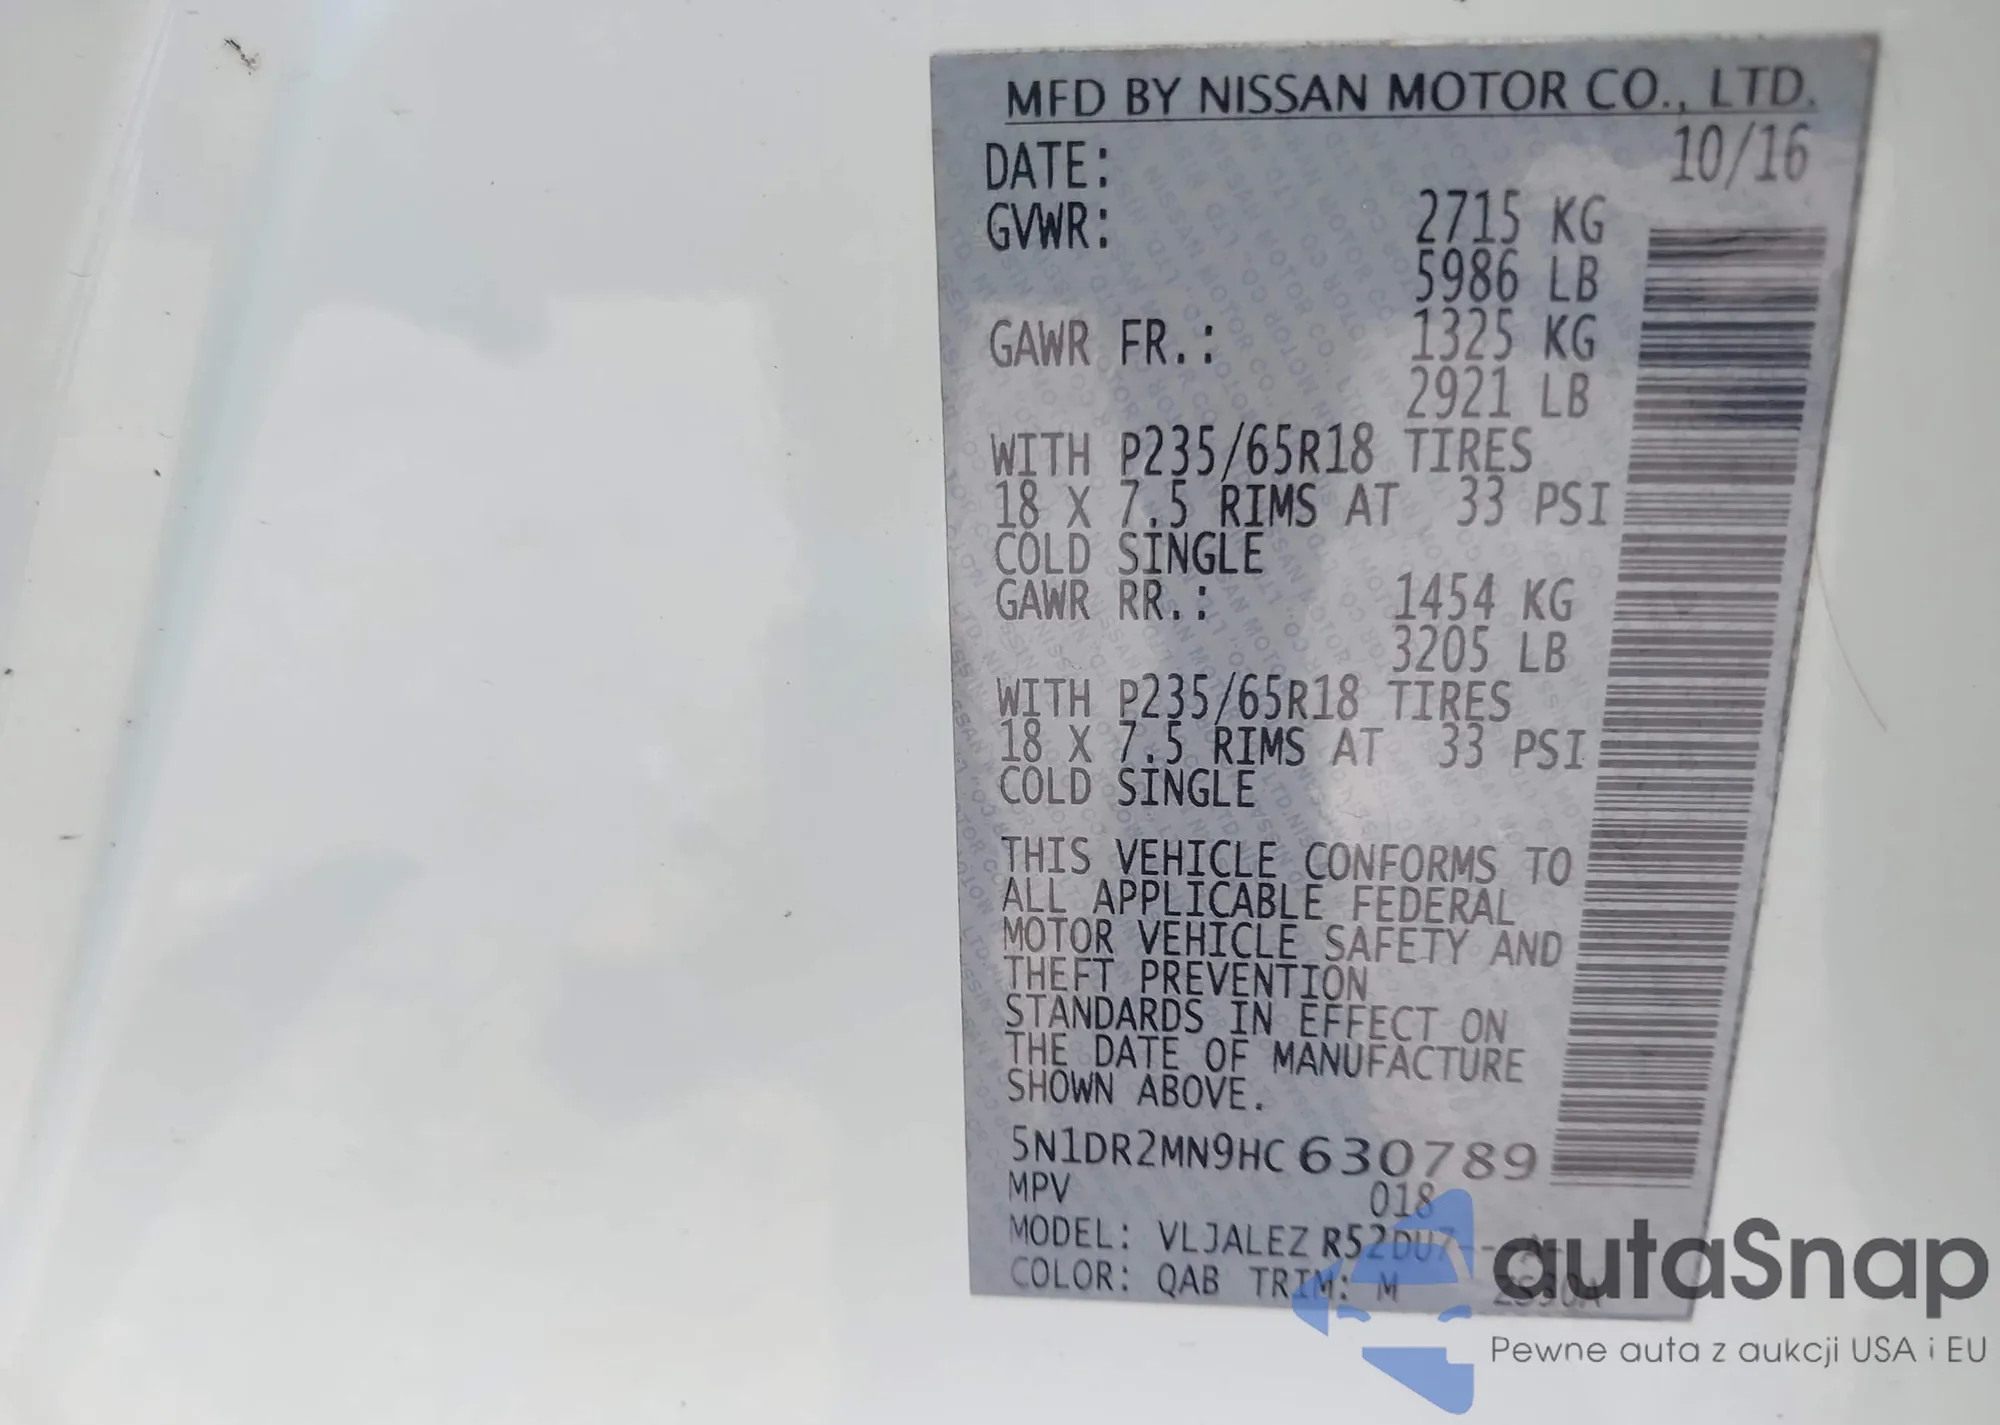 MFD BY NISSAN MOTOR CO., LTD.
DATE: 10/16
GVWR: 2715 KG
5986 LB
GAWR FR.: 1325 KG
2921 LB
WITH P235/65R18 TIRES
18 X 7.5 RIMS AT 33 PSI
COLD SINGLE
GAWR RR.: 1454 KG
3205 LB
WITH P235/65R18 TIRES
18 X 7.5 RIMS AT 33 PSI
COLD SINGLE
THIS VEHICLE CONFORMS TO
ALL APPLICABLE FEDERAL
MOTOR VEHICLE SAFETY AND
THEFT PREVENTION
STANDARDS IN EFFECT ON
THE DATE OF MANUFACTURE
SHOWN ABOVE.
5N1DR2MN9HC630789
MPV 018
MODEL: VLJALEZ R52DU7--A-
COLOR: QAB TRIM: M
autaSnap
Pewne auta z aukcji USA i EU